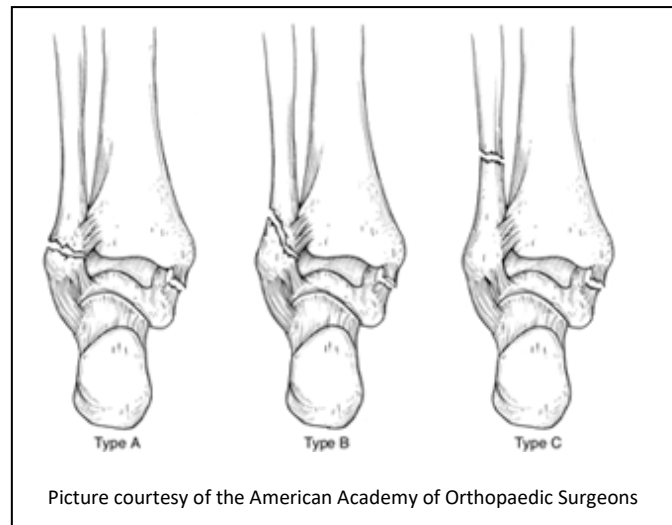 Type A Type B Type C
Picture courtesy of the American Academy of Orthopaedic Surgeons